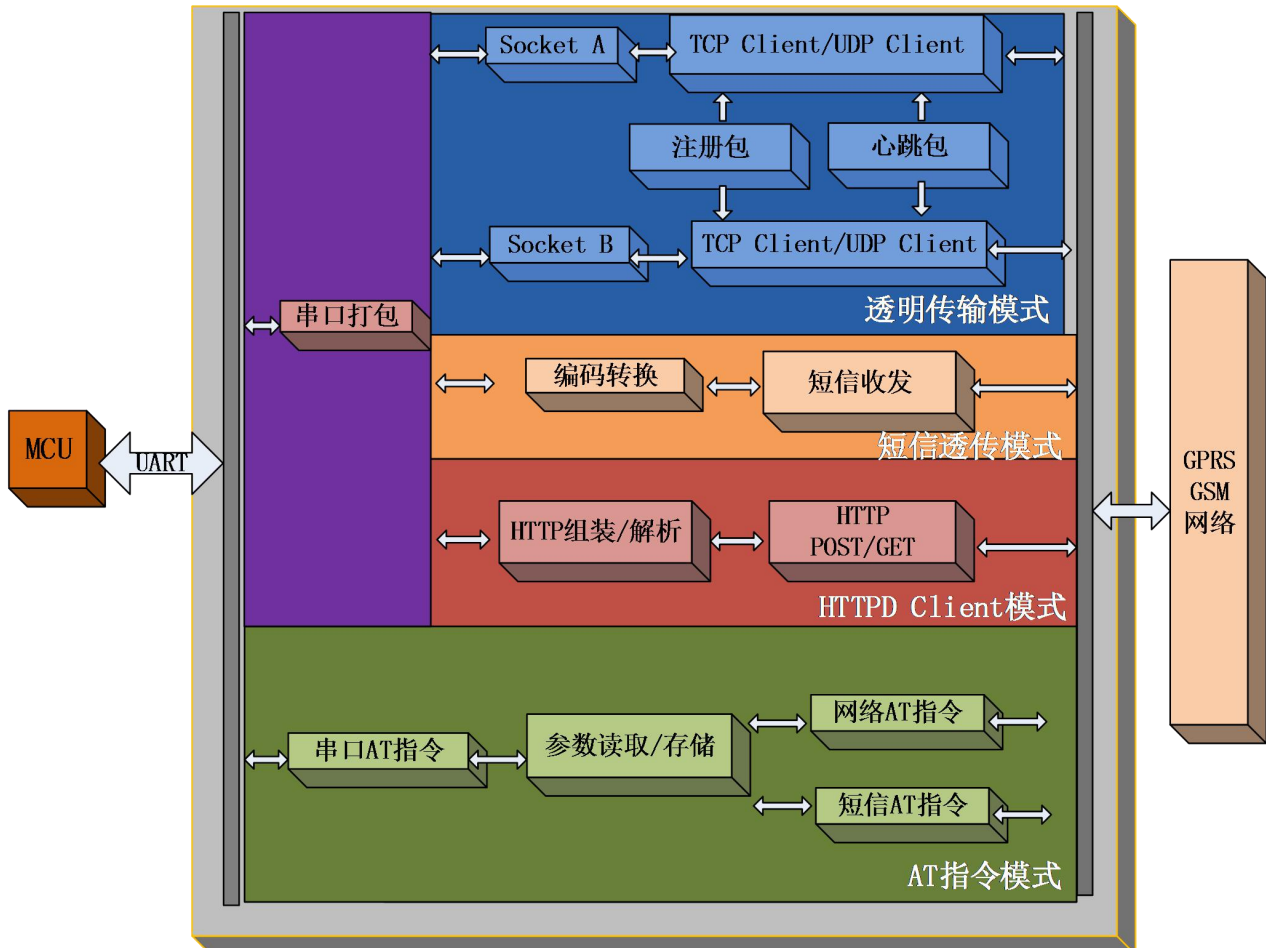 Socket A
TCP Client/UDP Client
注册包
心跳包
Socket B
TCP Client/UDP Client
透明传输模式
串口打包
编码转换
短信收发
短信透传模式
MCU
UART
HTTP组装/解析
HTTP
POST/GET
HTTPD Client模式
GPRS
GSM
网络
网络AT指令
串口AT指令
参数读取/存储
短信AT指令
AT指令模式